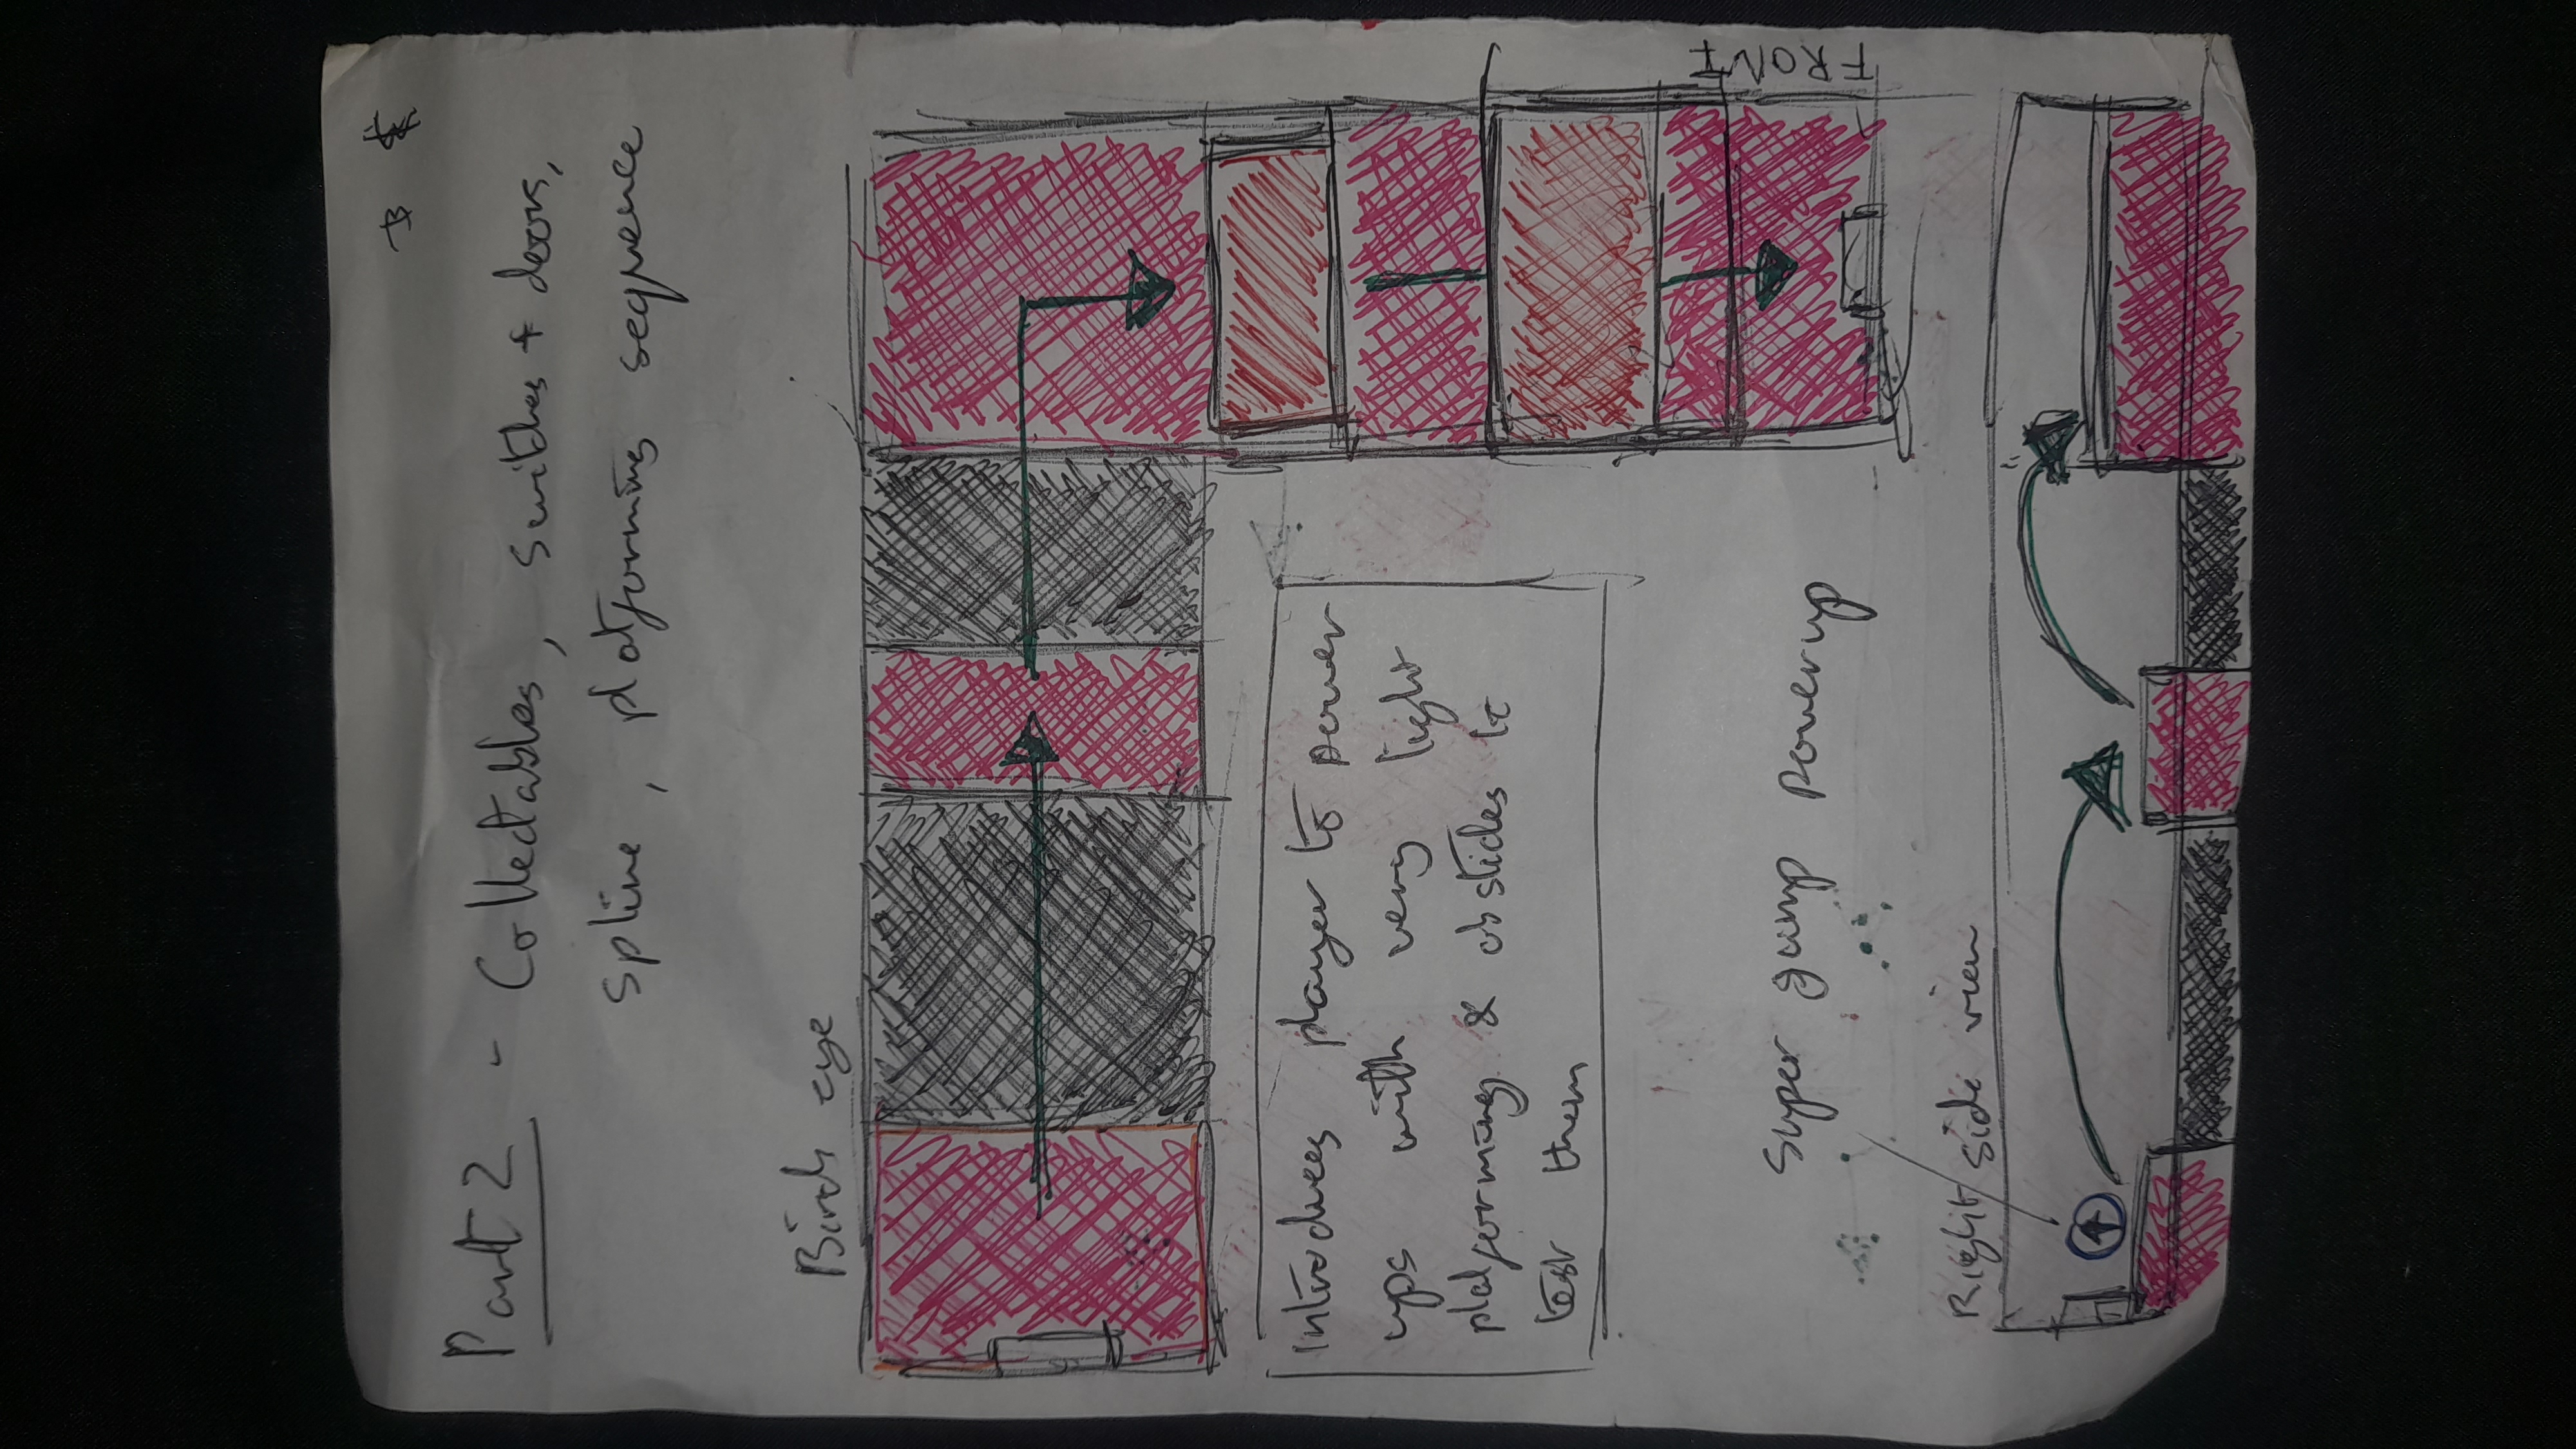 Part 2 - Collectables, switches + doors,
spline, platforming sequence
Birds eye
Introduces player to power
ups with very light
platforming & obsticles to
test them
FRONT
Super jump powerup
Right side view